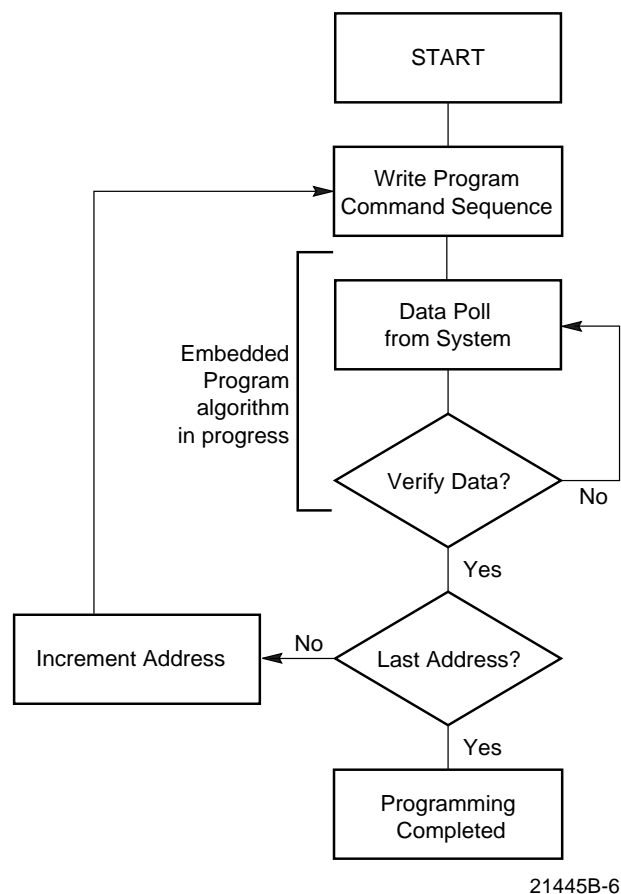 START
Write Program
Command Sequence
Data Poll
from System
Embedded
Program
algorithm
in progress
Verify Data?
No
Yes
Last Address?
No
Increment Address
Yes
Programming
Completed
21445B-6